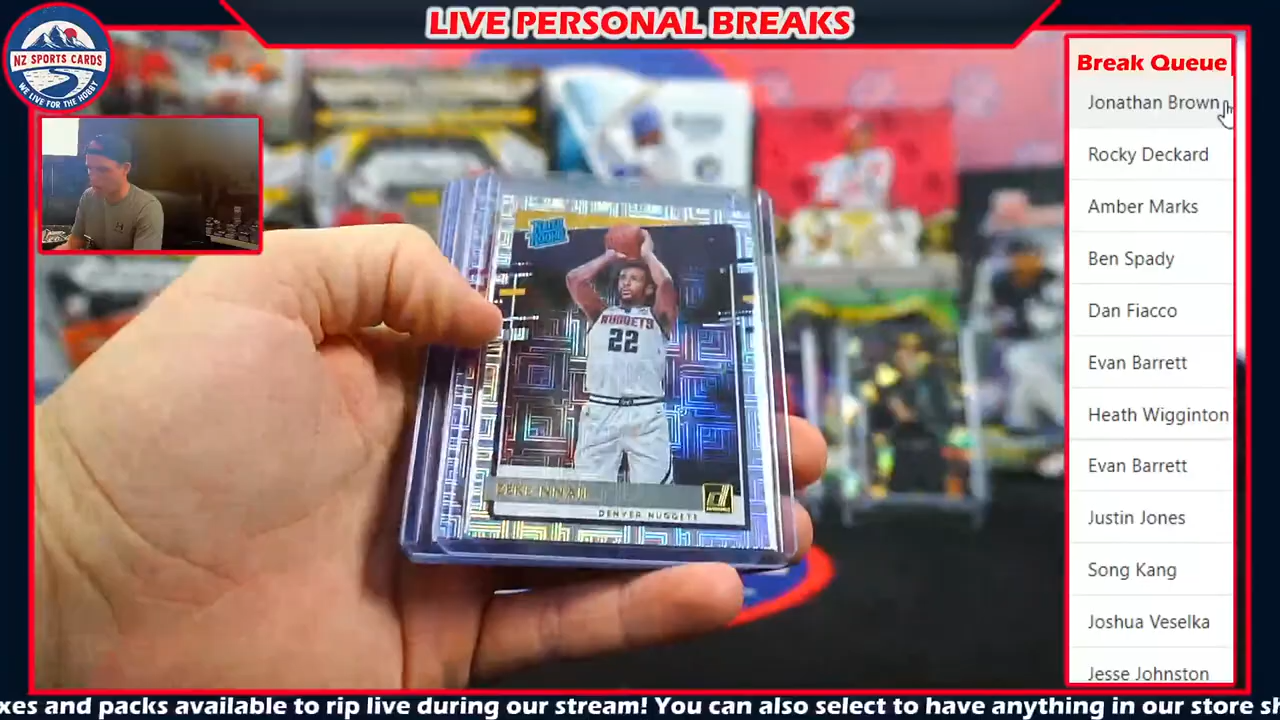 LIVE PERSONAL BREAKS
NZ SPORTS CARDS
WE LIVE FOR THE HOBBY
Break Queue
Jonathan Brown
Rocky Deckard
Amber Marks
Ben Spady
Dan Fiacco
Evan Barrett
Heath Wigginton
Evan Barrett
Justin Jones
Song Kang
Joshua Veselka
Jesse Johnston
RATED
ROOKIE
NUGGETS
22
DENVER NUGGETS
xes and packs available to rip live during our stream! You can also select to have anything in our store sh